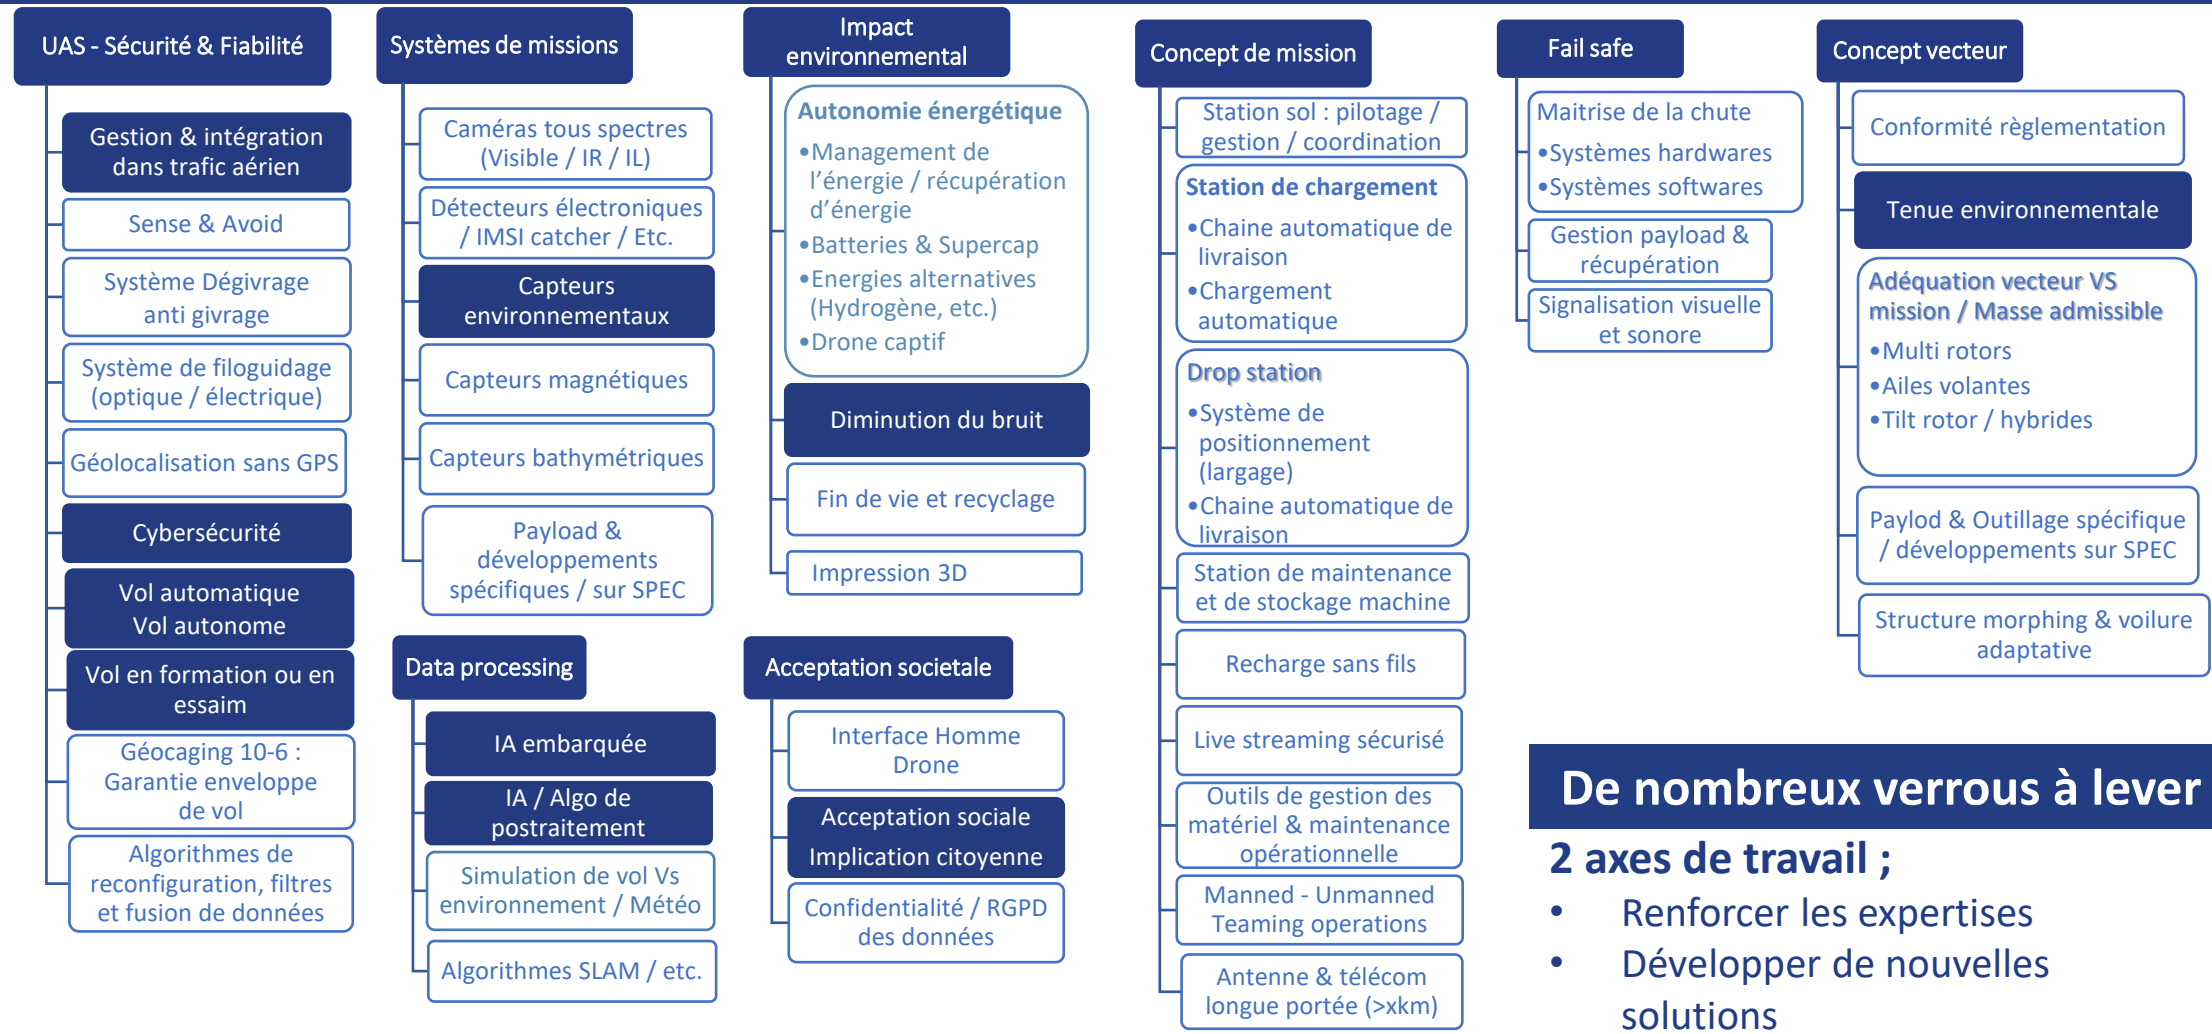 UAS - Sécurité & Fiabilité
Gestion & intégration
dans trafic aérien
Sense & Avoid
Système Dégivrage
anti givrage
Système de filoguidage
(optique / électrique)
Géolocalisation sans GPS
Cybersécurité
Vol automatique
Vol autonome
Vol en formation ou en
essaim
Géocaging 10-6 :
Garantie enveloppe
de vol
Algorithmes de
reconfiguration, filtres
et fusion de données
Systèmes de missions
Caméras tous spectres
(Visible / IR / IL)
Détecteurs électroniques
/ IMSI catcher / Etc.
Capteurs
environnementaux
Capteurs magnétiques
Capteurs bathymétriques
Payload &
développements
spécifiques / sur SPEC
Data processing
IA embarquée
IA / Algo de
postraitement
Simulation de vol Vs
environnement / Météo
Algorithmes SLAM / etc.
Impact
environnemental
Autonomie énergétique
•Management de
l'énergie / récupération
d'énergie
•Batteries & Supercap
•Energies alternatives
(Hydrogène, etc.)
•Drone captif
Diminution du bruit
Fin de vie et recyclage
Impression 3D
Acceptation societale
Interface Homme
Drone
Acceptation sociale
Implication citoyenne
Confidentialité / RGPD
des données
Concept de mission
Station sol : pilotage /
gestion / coordination
Station de chargement
•Chaine automatique de
livraison
•Chargement
automatique
Drop station
•Système de
positionnement
(largage)
•Chaine automatique de
livraison
Station de maintenance
et de stockage machine
Recharge sans fils
Live streaming sécurisé
Outils de gestion des
matériel & maintenance
opérationnelle
Manned - Unmanned
Teaming operations
Antenne & télécom
longue portée (>xkm)
Fail safe
Maitrise de la chute
•Systèmes hardwares
•Systèmes softwares
Gestion payload &
récupération
Signalisation visuelle
et sonore
Concept vecteur
Conformité règlementation
Tenue environnementale
Adéquation vecteur VS
mission / Masse admissible
•Multi rotors
•Ailes volantes
•Tilt rotor / hybrides
Paylod & Outillage spécifique
/ développements sur SPEC
Structure morphing & voilure
adaptative
De nombreux verrous à lever
2 axes de travail ;
• Renforcer les expertises
• Développer de nouvelles
solutions